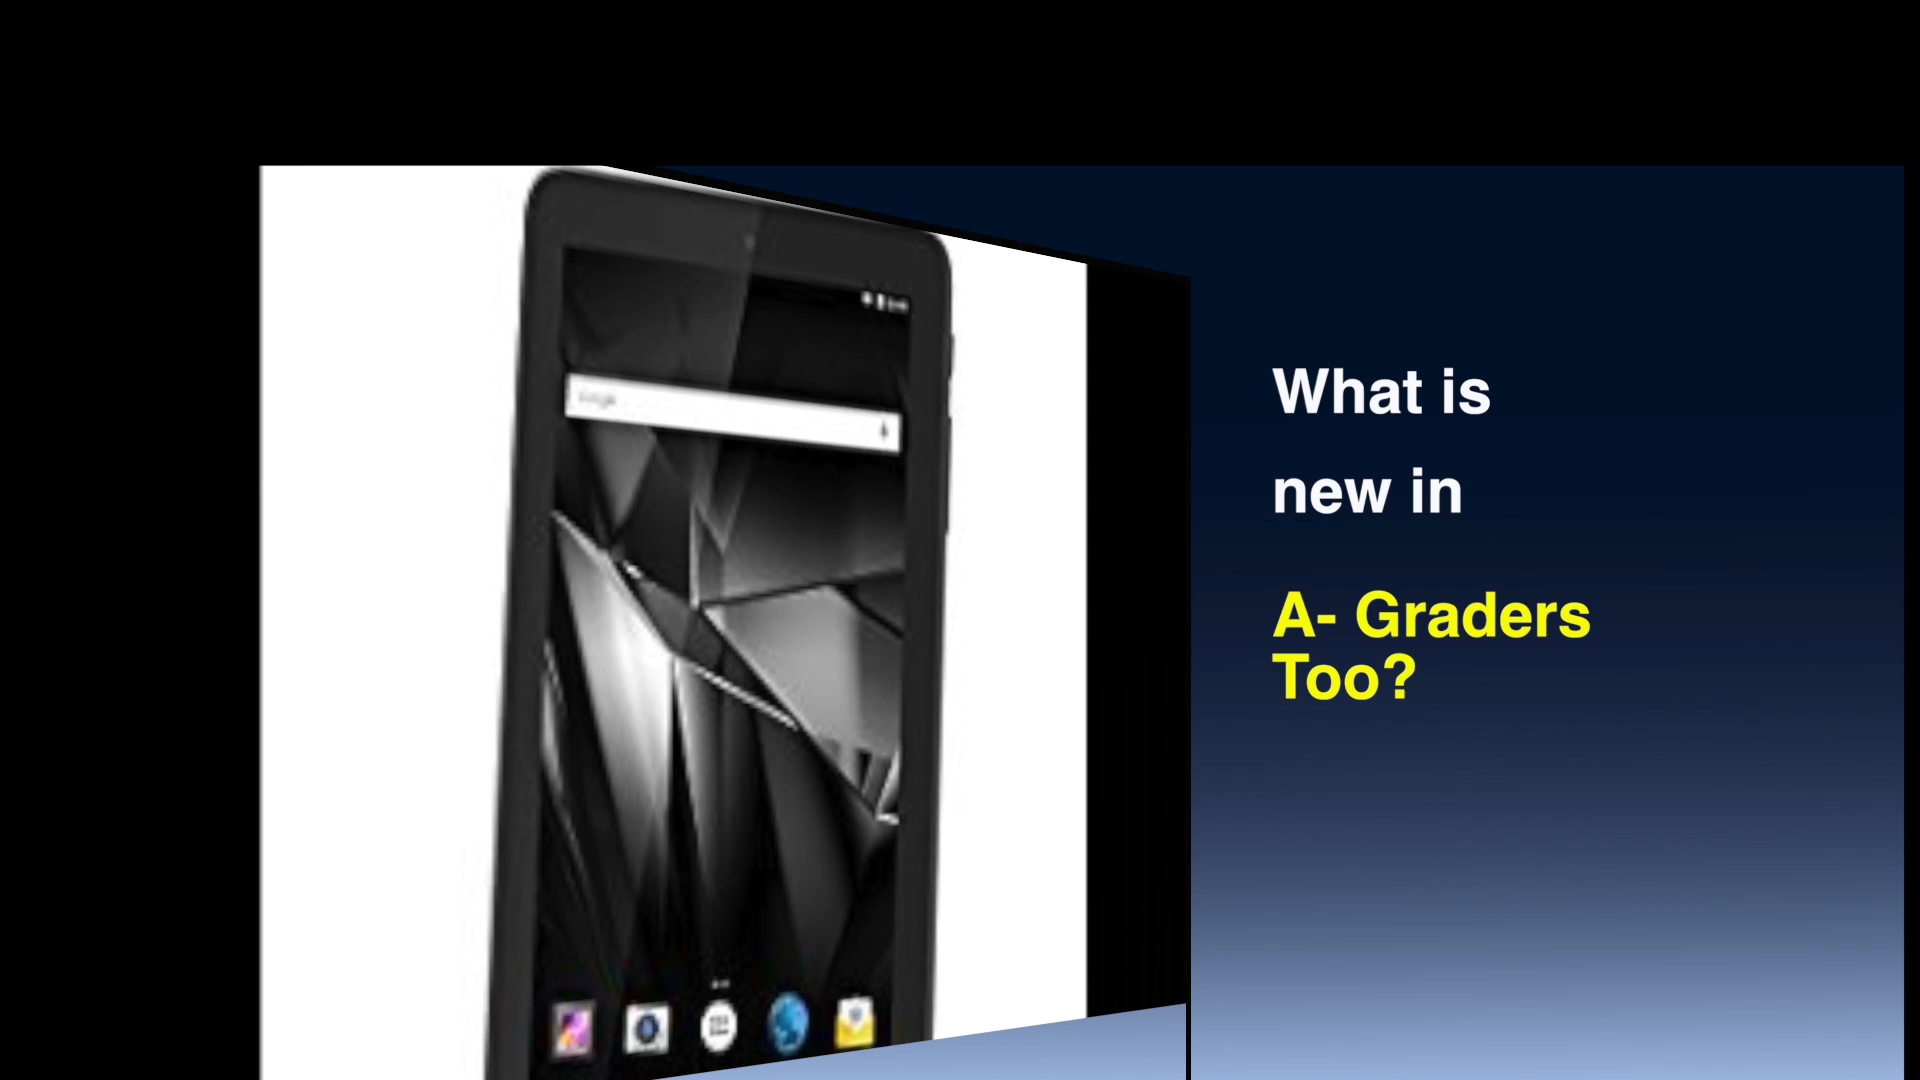 What is
new in
A- Graders
Too?